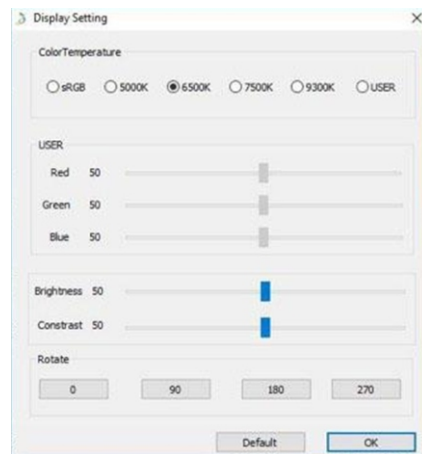 Display Setting
ColorTemperature
sRGB 5000K 6500K 7500K 9300K USER
USER
Red 50
Green 50
Blue 50
Brightness 50
Constrast 50
Rotate
0 90 180 270
Default OK